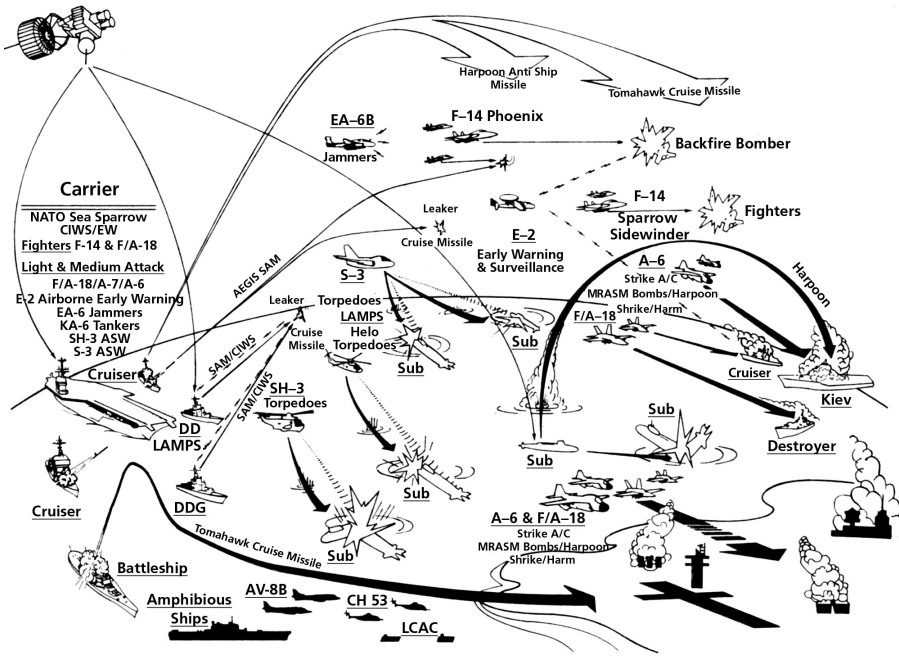 Harpoon Anti Ship
Missile
Tomahawk Cruise Missile
EA–6B
Jammers
F–14 Phoenix
Backfire Bomber
Carrier
NATO Sea Sparrow
CIWS/EW
Fighters F-14 & F/A-18
Light & Medium Attack
F/A-18/A-7/A-6
E-2 Airborne Early Warning
EA-6 Jammers
KA-6 Tankers
SH-3 ASW
S-3 ASW
Leaker
Cruise Missile
F–14
Sparrow
Sidewinder
Fighters
E–2
Early Warning
& Surveillance
AEGIS SAM
S–3
A–6
Strike A/C
MRASM Bombs/Harpoon
Shrike/Harm
F/A–18
Harpoon
Leaker
Cruise
Missile
Torpedoes
LAMPS
Helo
Torpedoes
Sub
Sub
SAM/CIWS
SAM/CIWS
Cruiser
Cruiser
Kiev
SH–3
Torpedoes
DD
LAMPS
Sub
Destroyer
Sub
Sub
Cruiser
DDG
Sub
A–6 & F/A–18
Strike A/C
MRASM Bombs/Harpoon
Shrike/Harm
Tomahawk Cruise Missile
Battleship
Amphibious
Ships
AV-8B
CH 53
LCAC